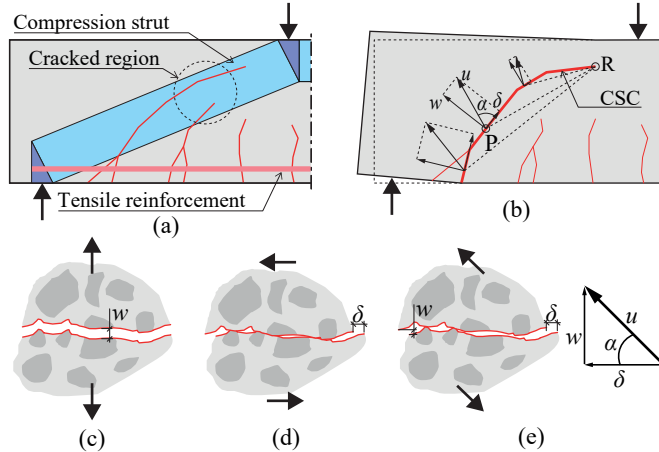 Compression strut
Cracked region
Tensile reinforcement
(a)
R
u
w
α
δ
P
CSC
(b)
w
(c)
δ
(d)
w
δ
(e)
w
u
α
δ